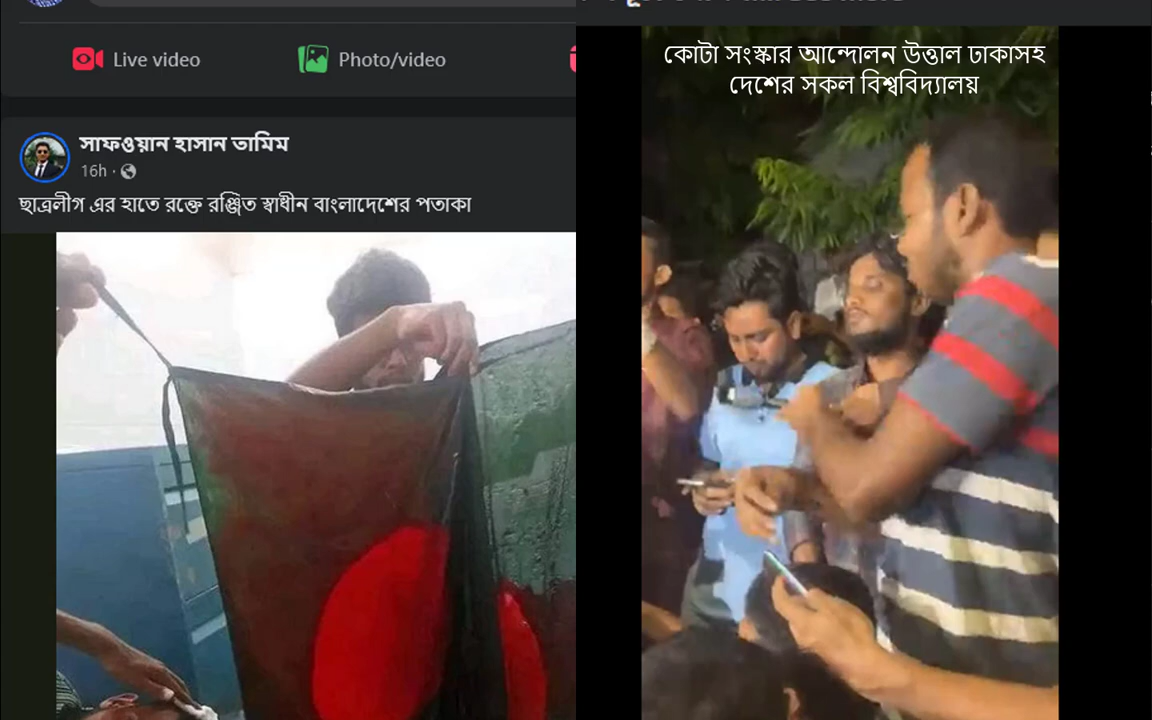 Live video
Photo/video
সাফওয়ান হাসান তামিম
16h
ছাত্রলীগ এর হাতে রক্তে রঞ্জিত স্বাধীন বাংলাদেশের পতাকা
কোটা সংস্কার আন্দোলন উত্তাল ঢাকাসহ
দেশের সকল বিশ্ববিদ্যালয়